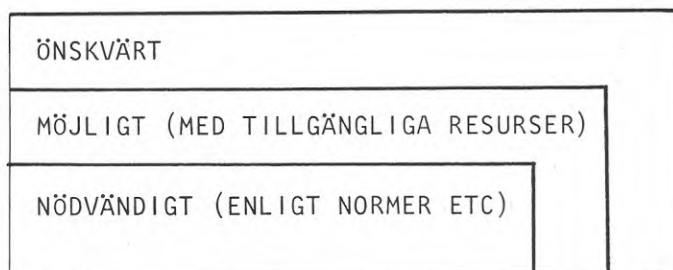 ÖNSKVÄRT
MÖJLIGT (MED TILLGÄNGLIGA RESURSER)
NÖDVÄNDIGT (ENLIGT NORMER ETC)